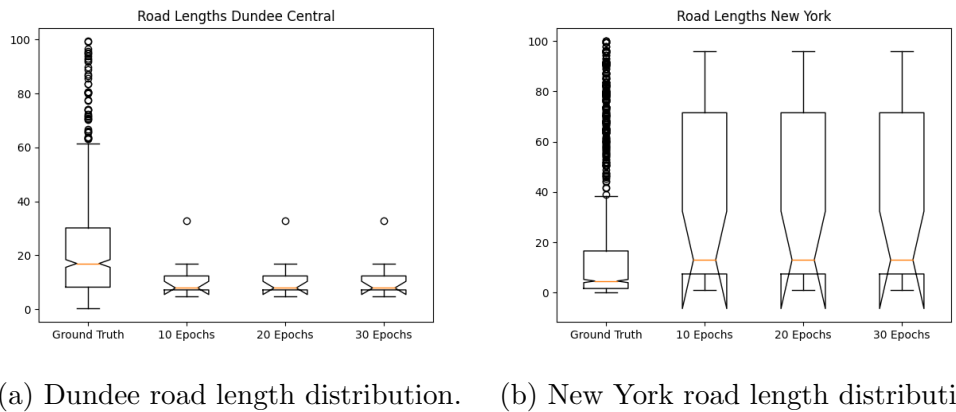 Road Lengths Dundee Central
100
80
60
40
20
0
Ground Truth 10 Epochs 20 Epochs 30 Epochs
Road Lengths New York
100
80
60
40
20
0
Ground Truth 10 Epochs 20 Epochs 30 Epochs
a) Dundee road length distribution.
(b) New York road length distributi